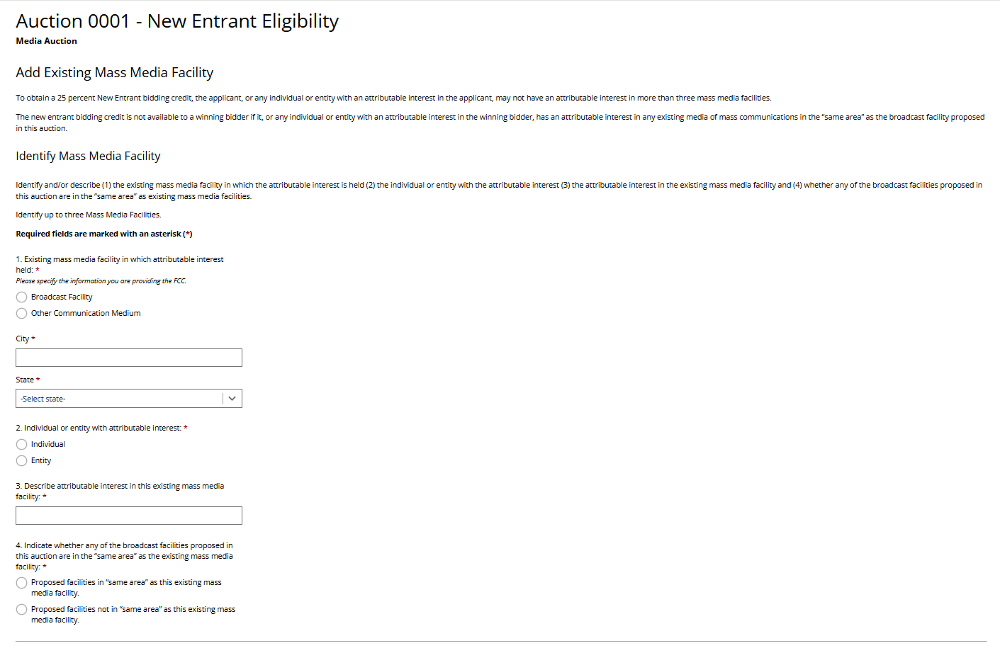 Auction 0001 - New Entrant Eligibility
Media Auction
Add Existing Mass Media Facility
To obtain a 25 percent New Entrant bidding credit, the applicant, or any individual or entity with an attributable interest in the applicant, may not have an attributable interest in more than three mass media facilities.
The new entrant bidding credit is not available to a winning bidder if it, or any individual or entity with an attributable interest in the winning bidder, has an attributable interest in any existing media of mass communications in the “same area” as the broadcast facility proposed
in this auction.
Identify Mass Media Facility
Identify and/or describe (1) the existing mass media facility in which the attributable interest is held (2) the individual or entity with the attributable interest (3) the attributable interest in the existing mass media facility and (4) whether any of the broadcast facilities proposed in
this auction are in the “same area” as existing mass media facilities.
Identify up to three Mass Media Facilities.
Required fields are marked with an asterisk (*)
1. Existing mass media facility in which attributable interest
held: *
Please specify the information you are providing the FCC.
Broadcast Facility
Other Communication Medium
City *
State *
-Select state-
2. Individual or entity with attributable interest: *
Individual
Entity
3. Describe attributable interest in this existing mass media
facility: *
4. Indicate whether any of the broadcast facilities proposed in
this auction are in the “same area” as the existing mass media
facility: *
Proposed facilities in “same area” as this existing mass
media facility.
Proposed facilities not in “same area” as this existing mass
media facility.